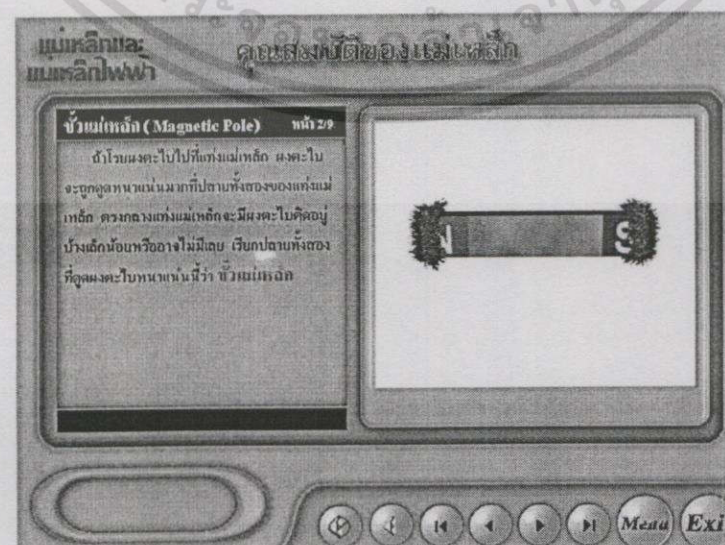 แม่เหล็กและ
แม่เหล็กไฟฟ้า
คุณสมบัติของแม่เหล็ก
ขั้วแม่เหล็ก (Magnetic Pole) หน้า 2/9
ถ้าโรยผงตะไบไปที่แท่งแม่เหล็ก ผงตะไบ
จะถูกดูดหนาแน่นมากที่ปลายทั้งสองของแท่งแม่
เหล็ก ตรงกลางแท่งแม่เหล็กจะมีผงตะไบติดอยู่
บ้างเล็กน้อยหรืออาจไม่มีเลย เรียกปลายทั้งสอง
ที่ดูดผงตะไบหนาแน่นนี้ว่า ขั้วแม่เหล็ก
N S
Menu Exi